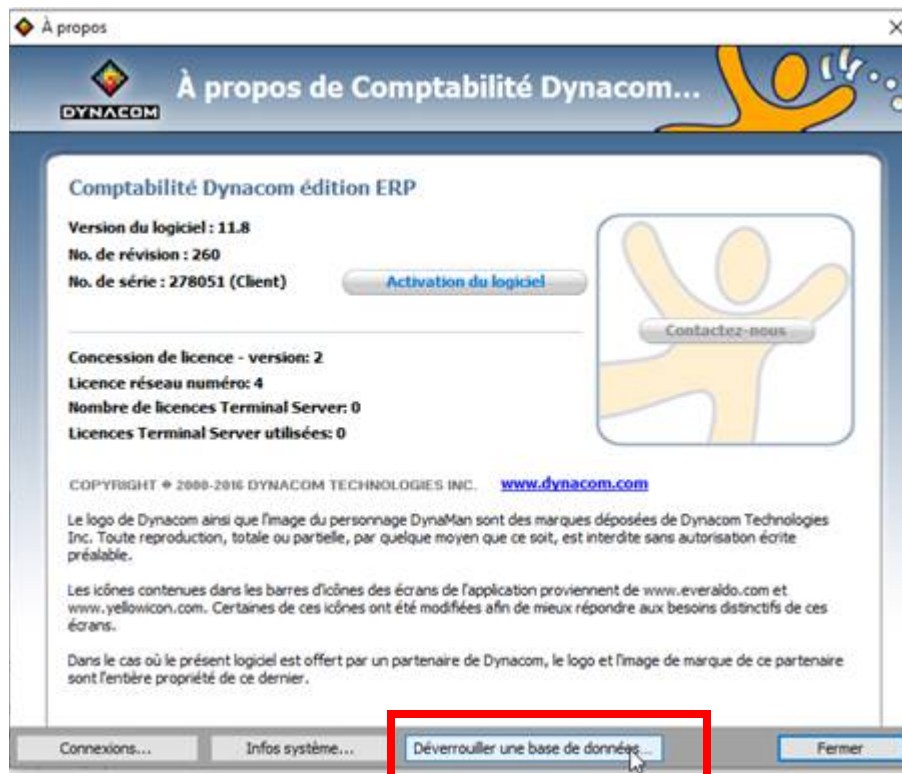 À propos
DYNACOM
À propos de Comptabilité Dynacom...
Comptabilité Dynacom édition ERP
Version du logiciel : 11.8
No. de révision : 260
No. de série : 278051 (Client)
Activation du logiciel
Contactez-nous
Concession de licence - version: 2
Licence réseau numéro: 4
Nombre de licences Terminal Server: 0
Licences Terminal Server utilisées: 0
COPYRIGHT © 2000-2016 DYNACOM TECHNOLOGIES INC. www.dynacom.com
Le logo de Dynacom ainsi que l'image du personnage DynaMan sont des marques déposées de Dynacom Technologies
Inc. Toute reproduction, totale ou partielle, par quelque moyen que ce soit, est interdite sans autorisation écrite
préalable.
Les icônes contenues dans les barres d'icônes des écrans de l'application proviennent de www.everaldo.com et
www.yellowicon.com. Certaines de ces icônes ont été modifiées afin de mieux répondre aux besoins distinctifs de ces
écrans.
Dans le cas où le présent logiciel est offert par un partenaire de Dynacom, le logo et l'image de marque de ce partenaire
sont l'entière propriété de ce dernier.
Connexions...
Infos système...
Déverrouiller une base de données...
Fermer